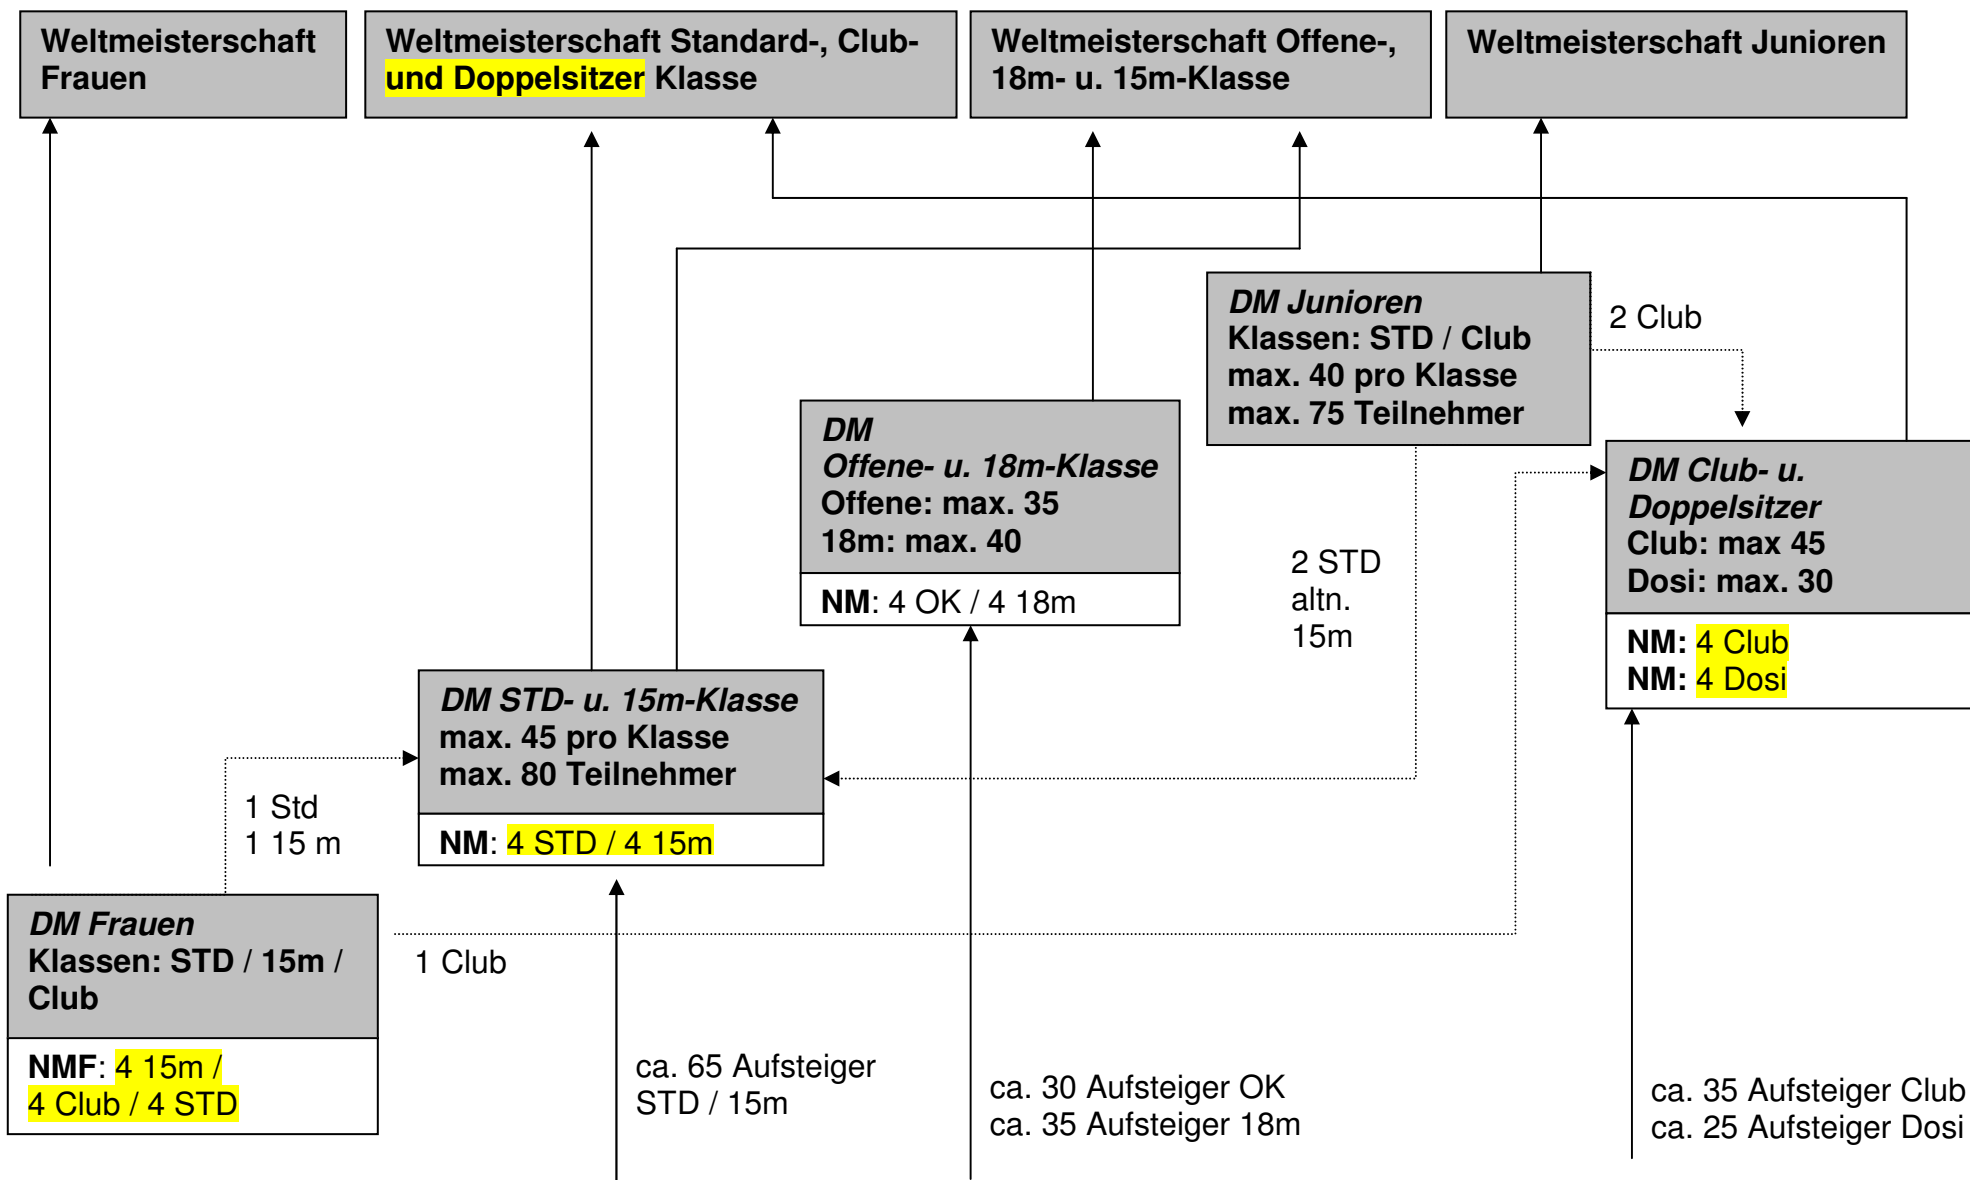 Weltmeisterschaft
Frauen
Weltmeisterschaft Standard-, Club-
und Doppelsitzer Klasse
Weltmeisterschaft Offene-,
18m- u. 15m-Klasse
Weltmeisterschaft Junioren
DM Junioren
Klassen: STD / Club
max. 40 pro Klasse
max. 75 Teilnehmer
2 Club
DM
Offene- u. 18m-Klasse
Offene: max. 35
18m: max. 40
NM: 4 OK / 4 18m
2 STD
altn.
15m
DM Club- u.
Doppelsitzer
Club: max 45
Dosi: max. 30
NM: 4 Club
NM: 4 Dosi
DM STD- u. 15m-Klasse
max. 45 pro Klasse
max. 80 Teilnehmer
NM: 4 STD / 4 15m
1 Std
1 15 m
DM Frauen
Klassen: STD / 15m /
Club
NMF: 4 15m /
4 Club / 4 STD
1 Club
ca. 65 Aufsteiger
STD / 15m
ca. 30 Aufsteiger OK
ca. 35 Aufsteiger 18m
ca. 35 Aufsteiger Club
ca. 25 Aufsteiger Dosi